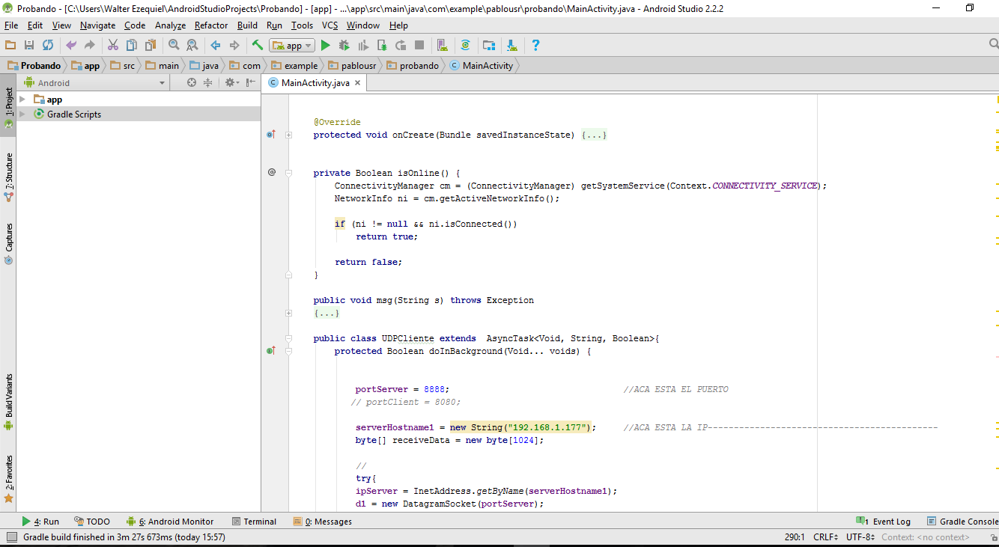 Probando - [C:\Users\Walter Ezequiel\AndroidStudioProjects\Probando] - [app] - ...\app\src\main\java\com\example\pablousr\probando\MainActivity.java - Android Studio 2.2.2
File Edit View Navigate Code Analyze Refactor Build Run Tools VCS Window Help
app
Probando app src main java com example pablousr probando MainActivity
Android
MainActivity.java
1: Project
app
Gradle Scripts
7: Structure
Captures
Build Variants
2: Favorites
@Override
protected void onCreate(Bundle savedInstanceState) {...}
private Boolean isOnline() {
ConnectivityManager cm = (ConnectivityManager) getSystemService(Context.CONNECTIVITY_SERVICE);
NetworkInfo ni = cm.getActiveNetworkInfo();
if (ni != null && ni.isConnected())
return true;
return false;
}
public void msg(String s) throws Exception
{...}
public class UDPCliente extends  AsyncTask<Void, String, Boolean>{
protected Boolean doInBackground(Void... voids) {
portServer = 8888; //ACA ESTA EL PUERTO
// portClient = 8080;
serverHostname1 = new String("192.168.1.177"); //ACA ESTA LA IP--------------------------------------------
byte[] receiveData = new byte[1024];
//
try{
ipServer = InetAddress.getByName(serverHostname1);
d1 = new DatagramSocket(portServer);
4: Run TODO 6: Android Monitor Terminal 0: Messages 1 Event Log Gradle Console
Gradle build finished in 3m 27s 673ms (today 15:57) 290:1 CRLF UTF-8 Context: <no context>